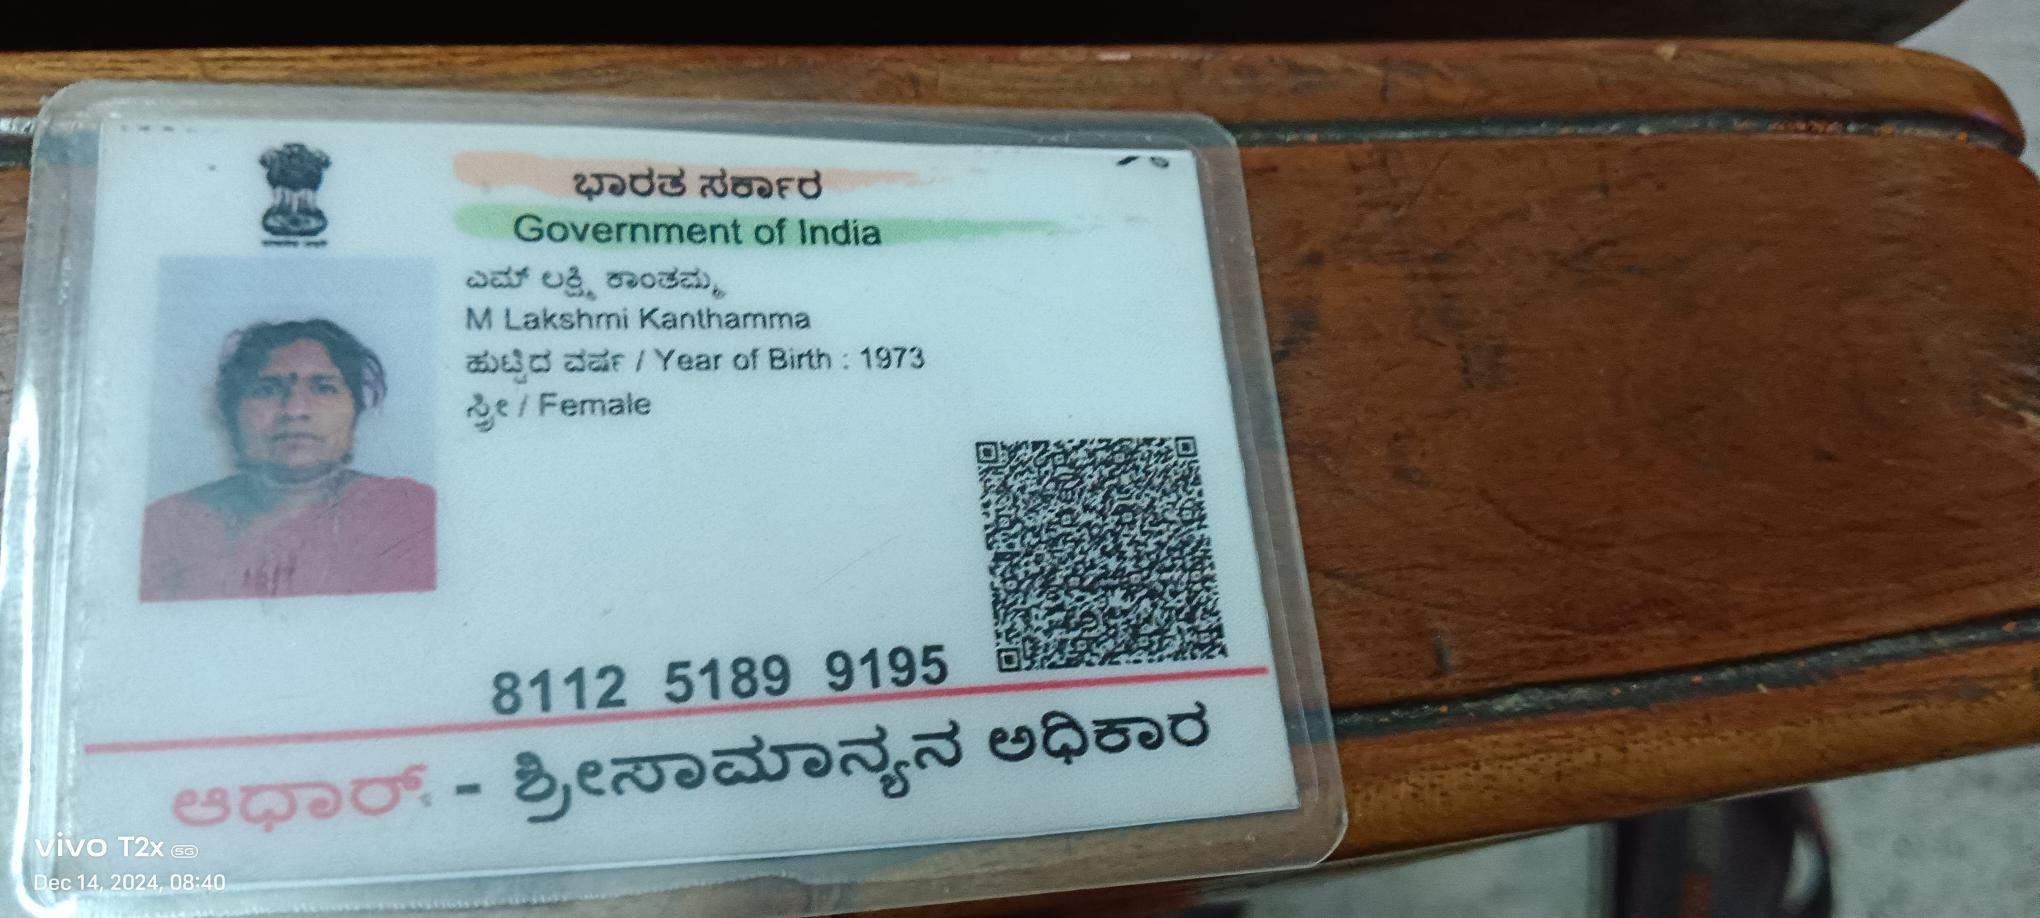 ಭಾರತ ಸರ್ಕಾರ
Government of India
ಎಮ್ ಲಕ್ಷ್ಮಿ ಕಾಂತಮ್ಮ
M Lakshmi Kanthamma
ಹುಟ್ಟಿದ ವರ್ಷ / Year of Birth : 1973
ಸ್ತ್ರೀ / Female
8112 5189 9195
ಆಧಾರ್ - ಶ್ರೀಸಾಮಾನ್ಯನ ಅಧಿಕಾರ
vivo T2x 5G
Dec 14, 2024, 08:40